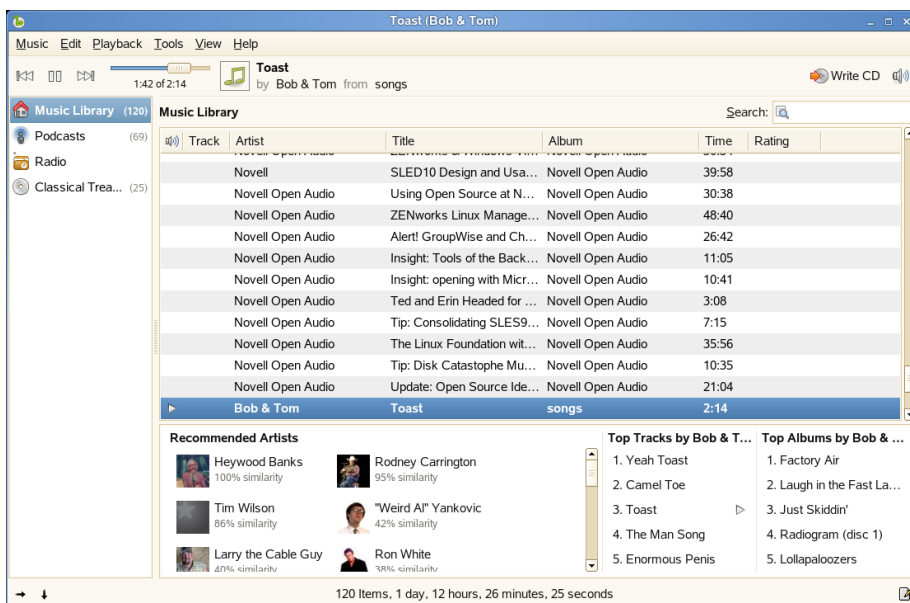 Toast (Bob & Tom)
Music Edit Playback Tools View Help
1:42 of 2:14
Toast
by Bob & Tom from songs
Write CD
Music Library (120)
Podcasts (69)
Radio
Classical Trea... (25)
Music Library
Search:
Track Artist Title Album Time Rating
Novell SLED10 Design and Usa... Novell Open Audio 39:58
Novell Open Audio Using Open Source at N... Novell Open Audio 30:38
Novell Open Audio ZENworks Linux Manage... Novell Open Audio 48:40
Novell Open Audio Alert! GroupWise and Ch... Novell Open Audio 26:42
Novell Open Audio Insight: Tools of the Back... Novell Open Audio 11:05
Novell Open Audio Insight: opening with Micr... Novell Open Audio 10:41
Novell Open Audio Ted and Erin Headed for ... Novell Open Audio 3:08
Novell Open Audio Tip: Consolidating SLES9... Novell Open Audio 7:15
Novell Open Audio The Linux Foundation wit... Novell Open Audio 35:56
Novell Open Audio Tip: Disk Catastophe Mu... Novell Open Audio 10:35
Novell Open Audio Update: Open Source Ide... Novell Open Audio 21:04
Bob & Tom Toast songs 2:14
Recommended Artists
Heywood Banks
100% similarity
Rodney Carrington
95% similarity
Tim Wilson
86% similarity
"Weird Al" Yankovic
42% similarity
Larry the Cable Guy
40% similarity
Ron White
38% similarity
Top Tracks by Bob & T...
1. Yeah Toast
2. Camel Toe
3. Toast
4. The Man Song
5. Enormous Penis
Top Albums by Bob & ...
1. Factory Air
2. Laugh in the Fast La...
3. Just Skiddin'
4. Radiogram (disc 1)
5. Lollapaloozers
120 Items, 1 day, 12 hours, 26 minutes, 25 seconds